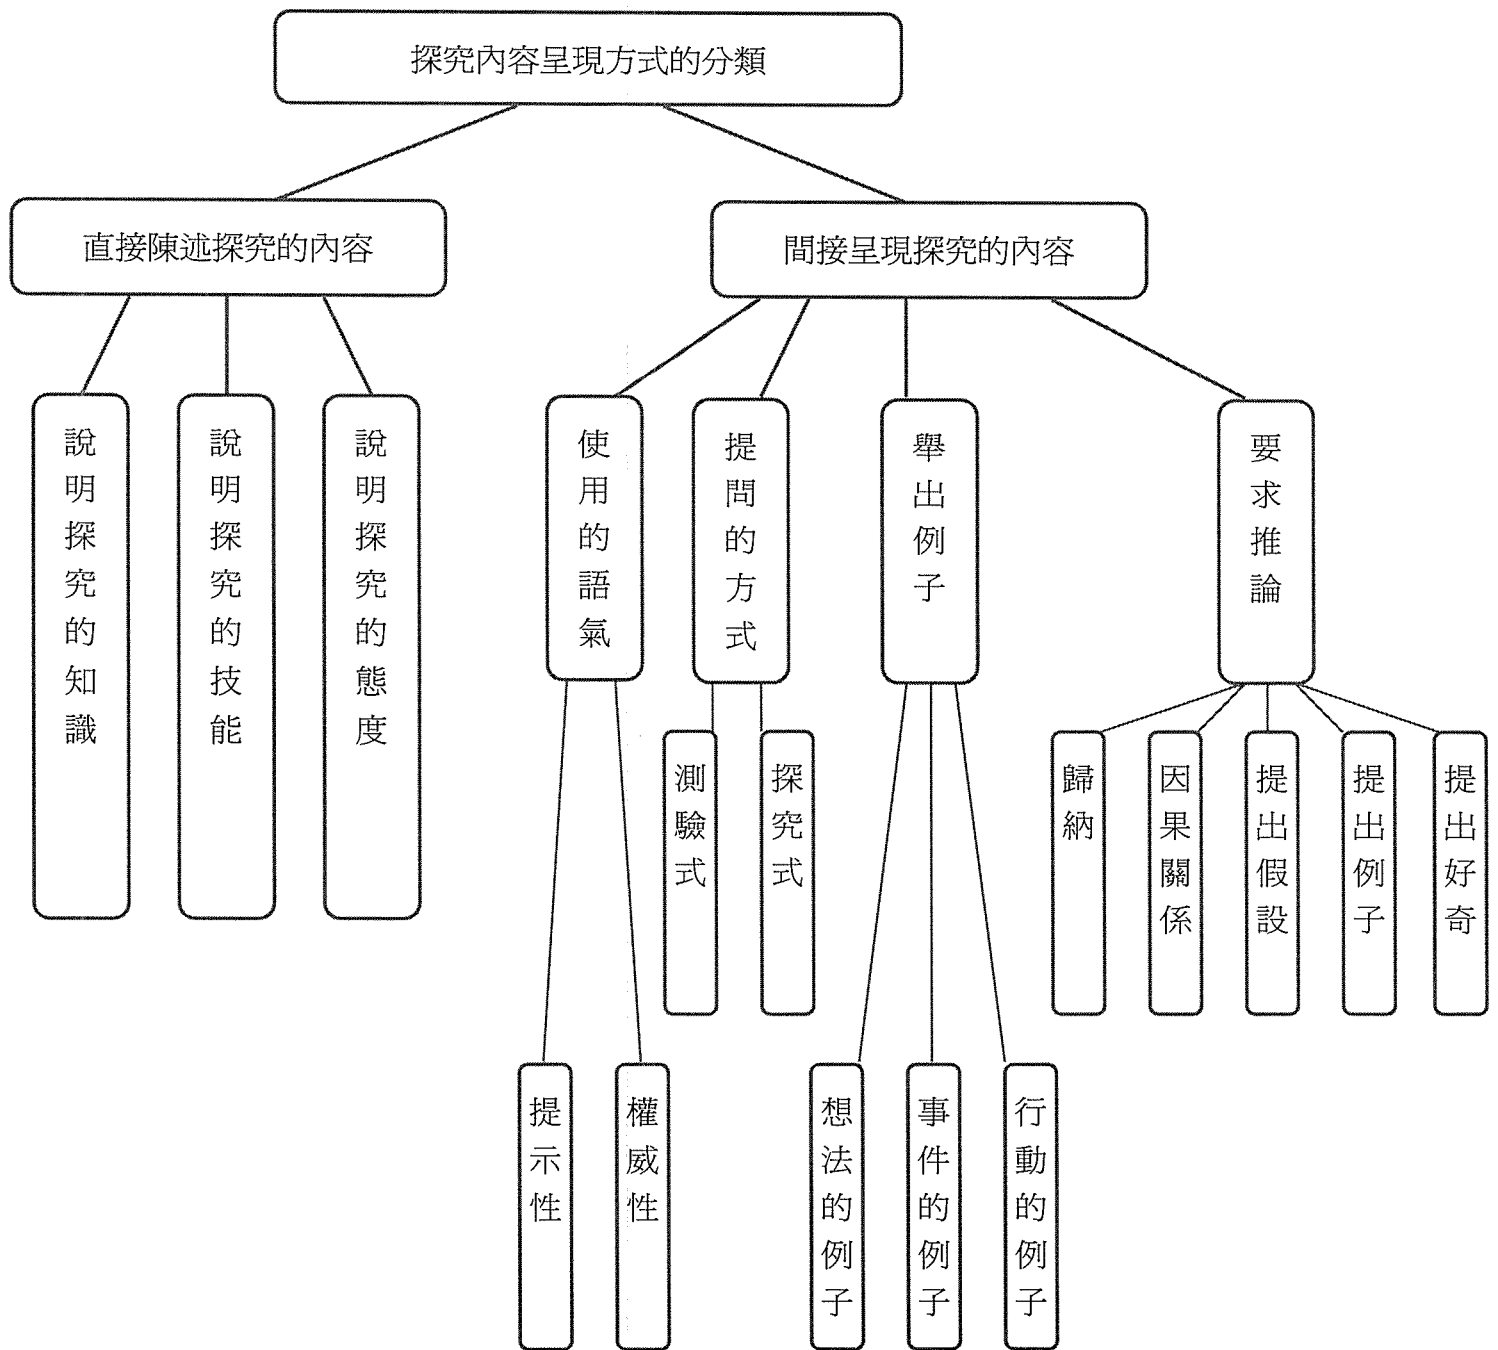 探究內容呈現方式的分類
直接陳述探究的內容
間接呈現探究的內容
說明探究的知識
說明探究的技能
說明探究的態度
使用的語氣
提問的方式
舉出例子
要求推論
測驗式
探究式
歸納
因果關係
提出假設
提出例子
提出好奇
提示性
權威性
想法的例子
事件的例子
行動的例子